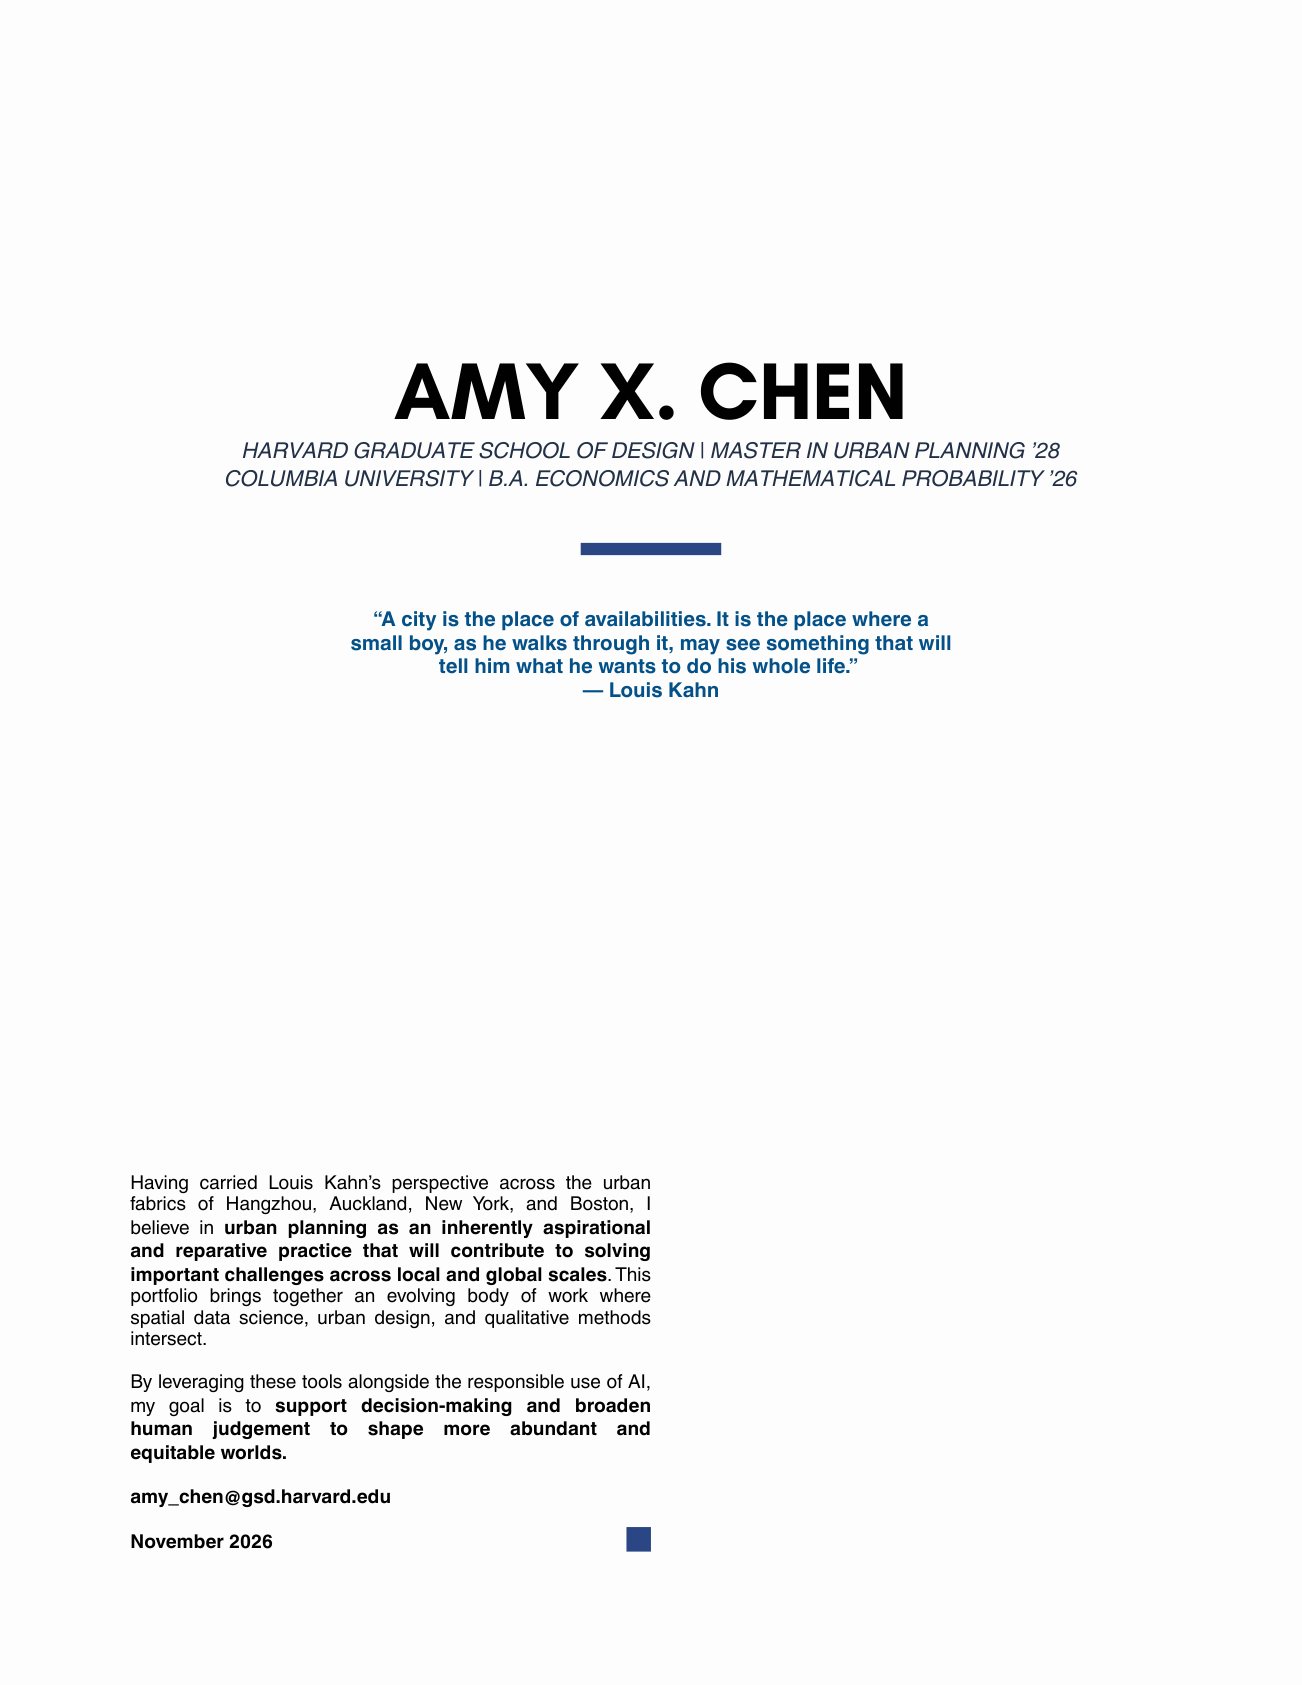 AMY X. CHEN
HARVARD GRADUATE SCHOOL OF DESIGN | MASTER IN URBAN PLANNING ’28
COLUMBIA UNIVERSITY | B.A. ECONOMICS AND MATHEMATICAL PROBABILITY ’26
“A city is the place of availabilities. It is the place where a
small boy, as he walks through it, may see something that will
tell him what he wants to do his whole life.”
— Louis Kahn
Having carried Louis Kahn’s perspective across the urban
fabrics of Hangzhou, Auckland, New York, and Boston, I
believe in urban planning as an inherently aspirational
and reparative practice that will contribute to solving
important challenges across local and global scales. This
portfolio brings together an evolving body of work where
spatial data science, urban design, and qualitative methods
intersect.
By leveraging these tools alongside the responsible use of AI,
my goal is to support decision-making and broaden
human judgement to shape more abundant and
equitable worlds.
amy_chen@gsd.harvard.edu
November 2026